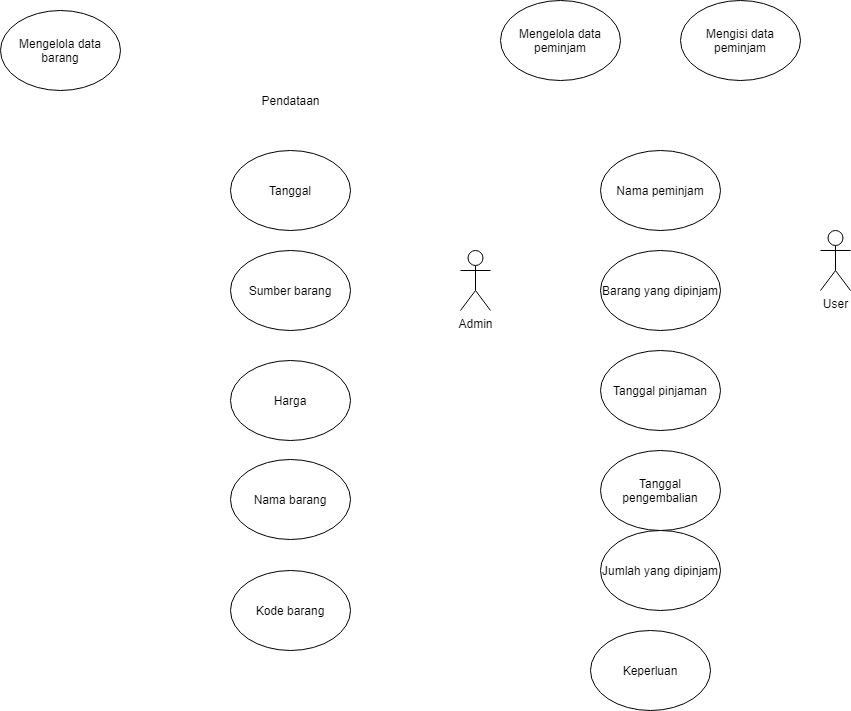 Mengelola data
barang
Mengelola data
peminjam
Mengisi data
peminjam
Pendataan
Tanggal
Nama peminjam
Sumber barang
Barang yang dipinjam
Admin
User
Harga
Tanggal pinjaman
Nama barang
Tanggal
pengembalian
Jumlah yang dipinjam
Kode barang
Keperluan